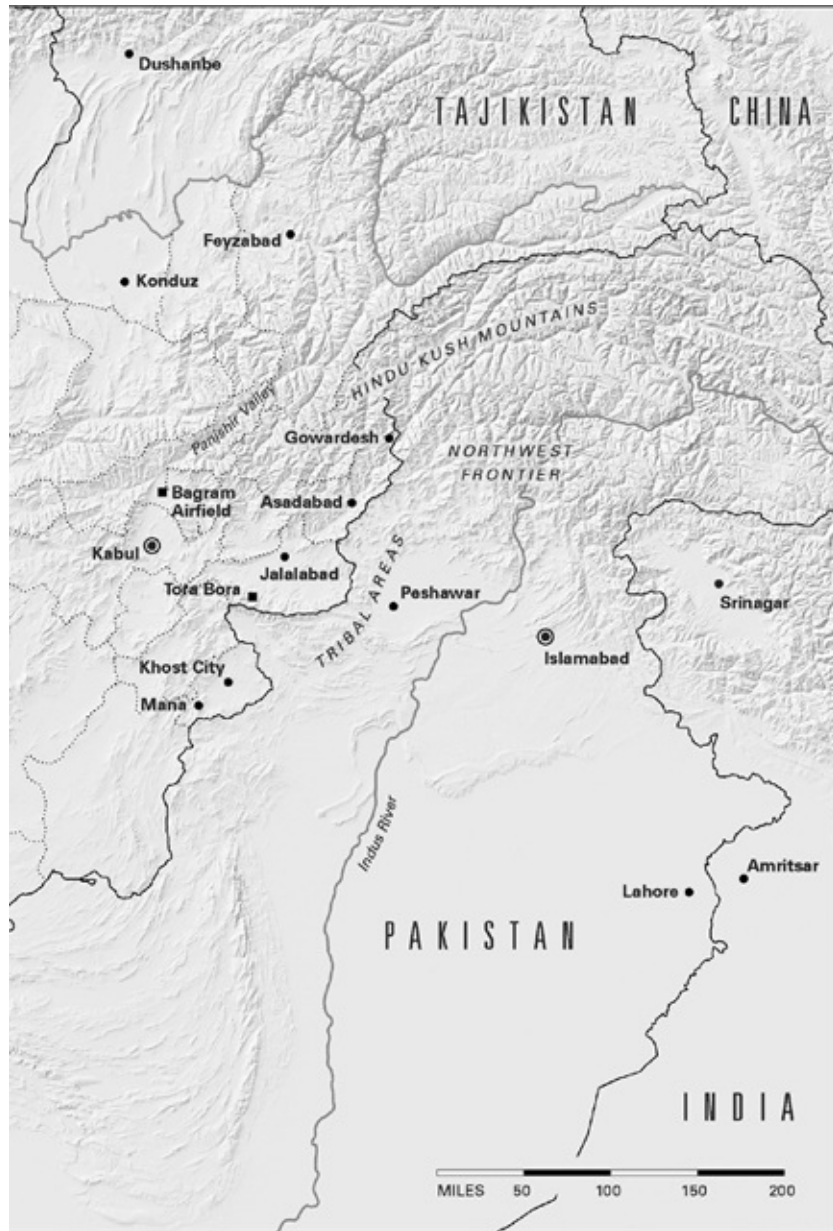 Dushanbe
TAJIKISTAN
CHINA
Feyzabad
Konduz
HINDU KUSH MOUNTAINS
Panjshir Valley
Gowardesh
NORTHWEST
FRONTIER
Bagram
Airfield
Asadabad
Kabul
Jalalabad
TRIBAL AREAS
Tora Bora
Peshawar
Srinagar
Islamabad
Khost City
Mana
Indus River
Amritsar
Lahore
PAKISTAN
INDIA
MILES 50 100 150 200